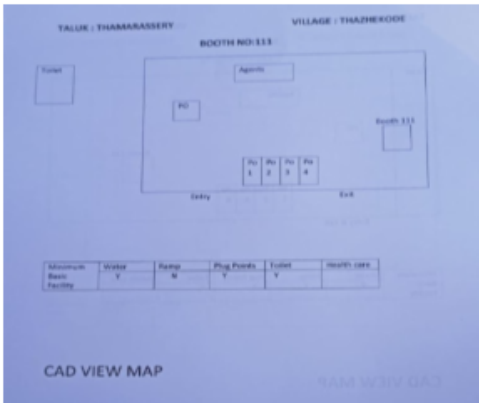 TALUK : THAMARASSERY
VILLAGE : THAZHEKODE
BOOTH NO:113
Toilet
Agents
PO
Booth 111
Po 1
Po 2
Po 3
Po 4
Entry
Exit
Minimum Basic Facility
Water
Ramp
Plug Points
Toilet
Health care
Y
N
Y
Y
CAD VIEW MAP